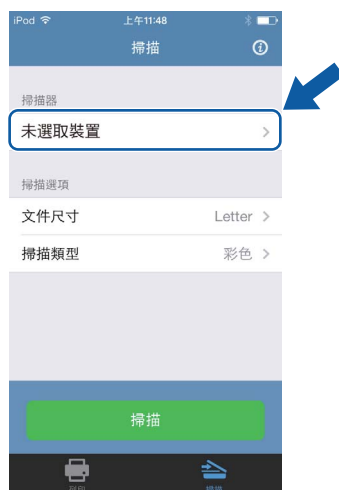 iPod 上午11:48
掃描
掃描器
未選取裝置
掃描選項
文件尺寸 Letter
掃描類型 彩色
掃描